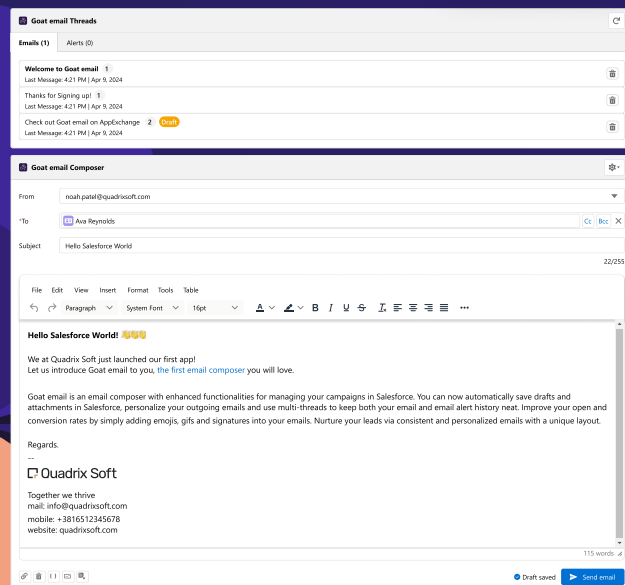 Goat email Threads
Emails (1)
Alerts (0)
Welcome to Goat email 1
Last Message: 4:21 PM | Apr 9, 2024
Thanks for Signing up! 1
Last Message: 4:21 PM | Apr 9, 2024
Check out Goat email on AppExchange 2 Draft
Last Message: 4:21 PM | Apr 9, 2024
Goat email Composer
From noah.patel@quadrixsoft.com
*To Ava Reynolds Cc Bcc
Subject Hello Salesforce World
22/255
File Edit View Insert Format Tools Table
Paragraph System Font 16pt A B I U S
Hello Salesforce World! 👋👋👋
We at Quadrix Soft just launched our first app!
Let us introduce Goat email to you, the first email composer you will love.
Goat email is an email composer with enhanced functionalities for managing your campaigns in Salesforce. You can now automatically save drafts and
attachments in Salesforce, personalize your outgoing emails and use multi-threads to keep both your email and email alert history neat. Improve your open and
conversion rates by simply adding emojis, gifs and signatures into your emails. Nurture your leads via consistent and personalized emails with a unique layout.
Regards.
--
Quadrix Soft
Together we thrive
mail: info@quadrixsoft.com
mobile: +3816512345678
website: quadrixsoft.com
115 words
Draft saved
Send email